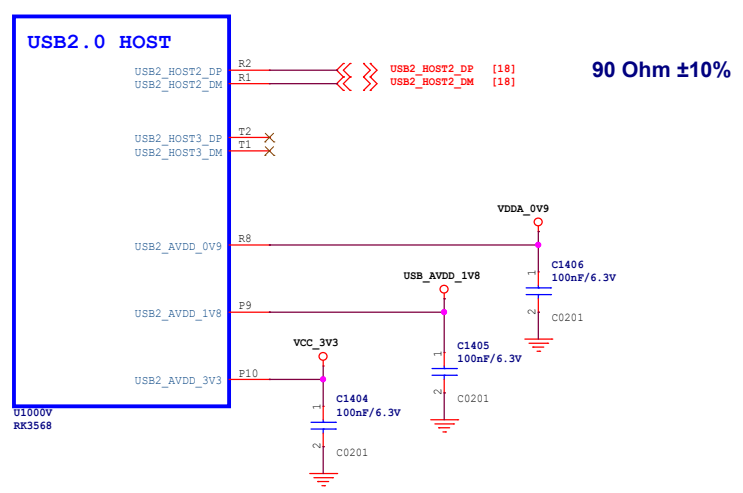 USB2.0 HOST
USB2_HOST2_DP R2 USB2_HOST2_DP [18]
USB2_HOST2_DM R1 USB2_HOST2_DM [18]
90 Ohm ±10%
USB2_HOST3_DP T2
USB2_HOST3_DM T1
VDDA_0V9
USB2_AVDD_0V9 R8
C1406
1 100nF/6.3V
2 C0201
USB_AVDD_1V8
USB2_AVDD_1V8 P9
C1405
1 100nF/6.3V
2 C0201
VCC_3V3
USB2_AVDD_3V3 P10
C1404
1 100nF/6.3V
2 C0201
U1000V
RK3568